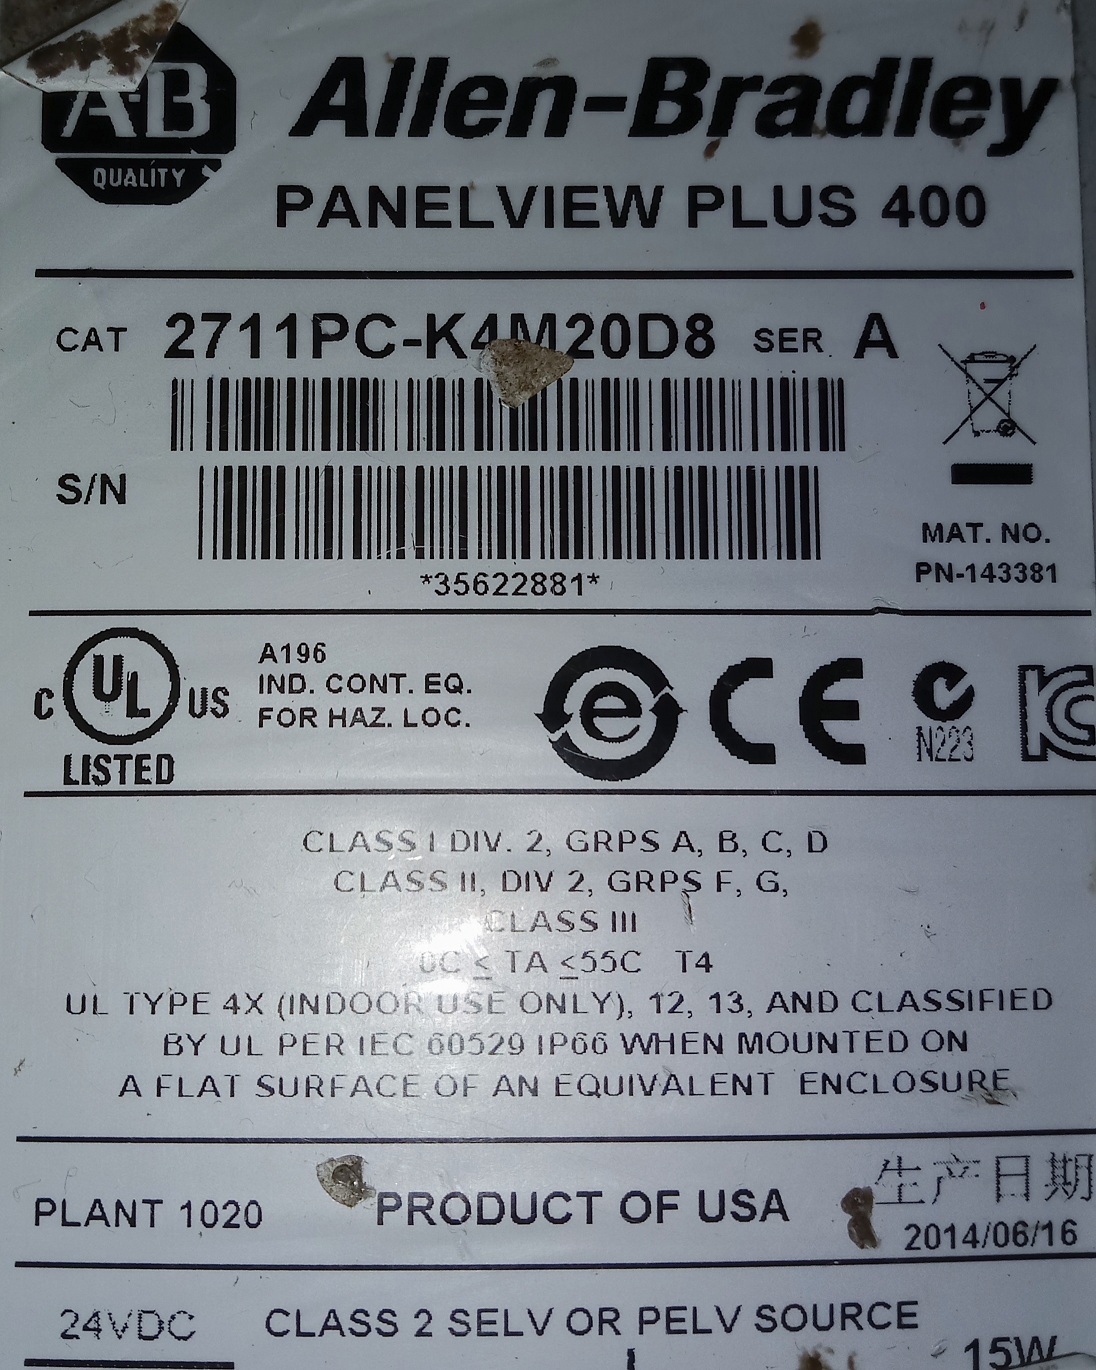 AB Allen-Bradley
QUALITY
PANELVIEW PLUS 400
CAT 2711PC-K4M20D8 SER. A
S/N
*35622881*
MAT. NO.
PN-143381
C UL US
LISTED
A196
IND. CONT. EQ.
FOR HAZ. LOC.
e
CE
N223
KC
CLASS I DIV. 2, GRPS A, B, C, D
CLASS II, DIV 2, GRPS F, G,
CLASS III
0C ≤ TA ≤55C T4
UL TYPE 4X (INDOOR USE ONLY), 12, 13, AND CLASSIFIED
BY UL PER IEC 60529 IP66 WHEN MOUNTED ON
A FLAT SURFACE OF AN EQUIVALENT ENCLOSURE
PLANT 1020
PRODUCT OF USA
生产日期
2014/06/16
24VDC
CLASS 2 SELV OR PELV SOURCE
15W